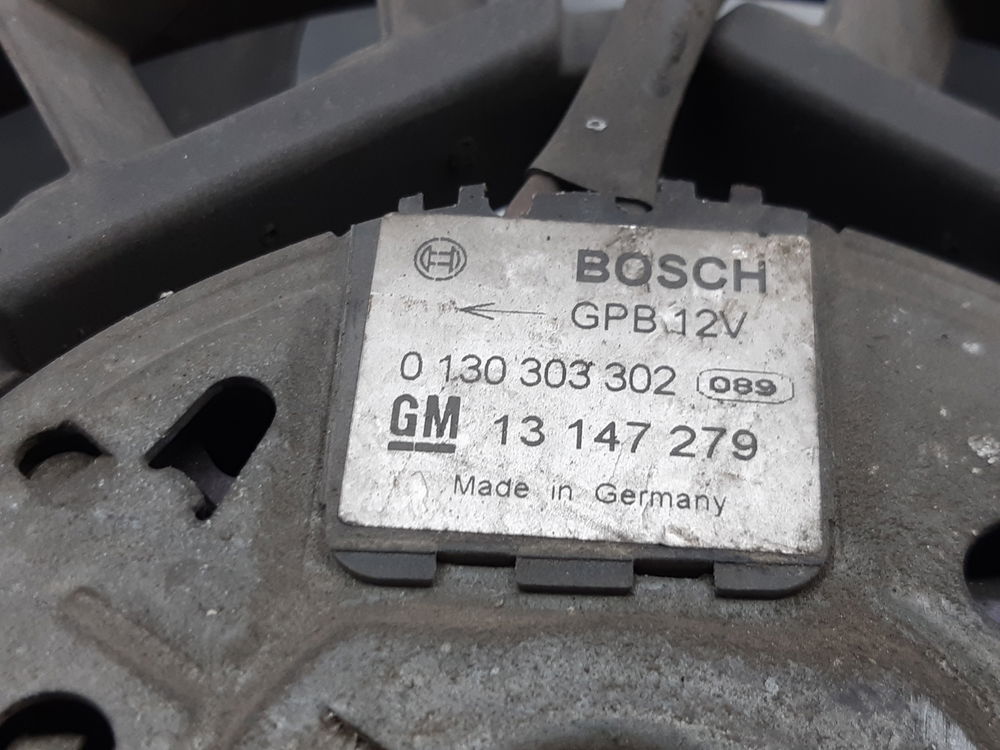 BOSCH
GPB 12V
0 130 303 302 089
GM 13 147 279
Made in Germany